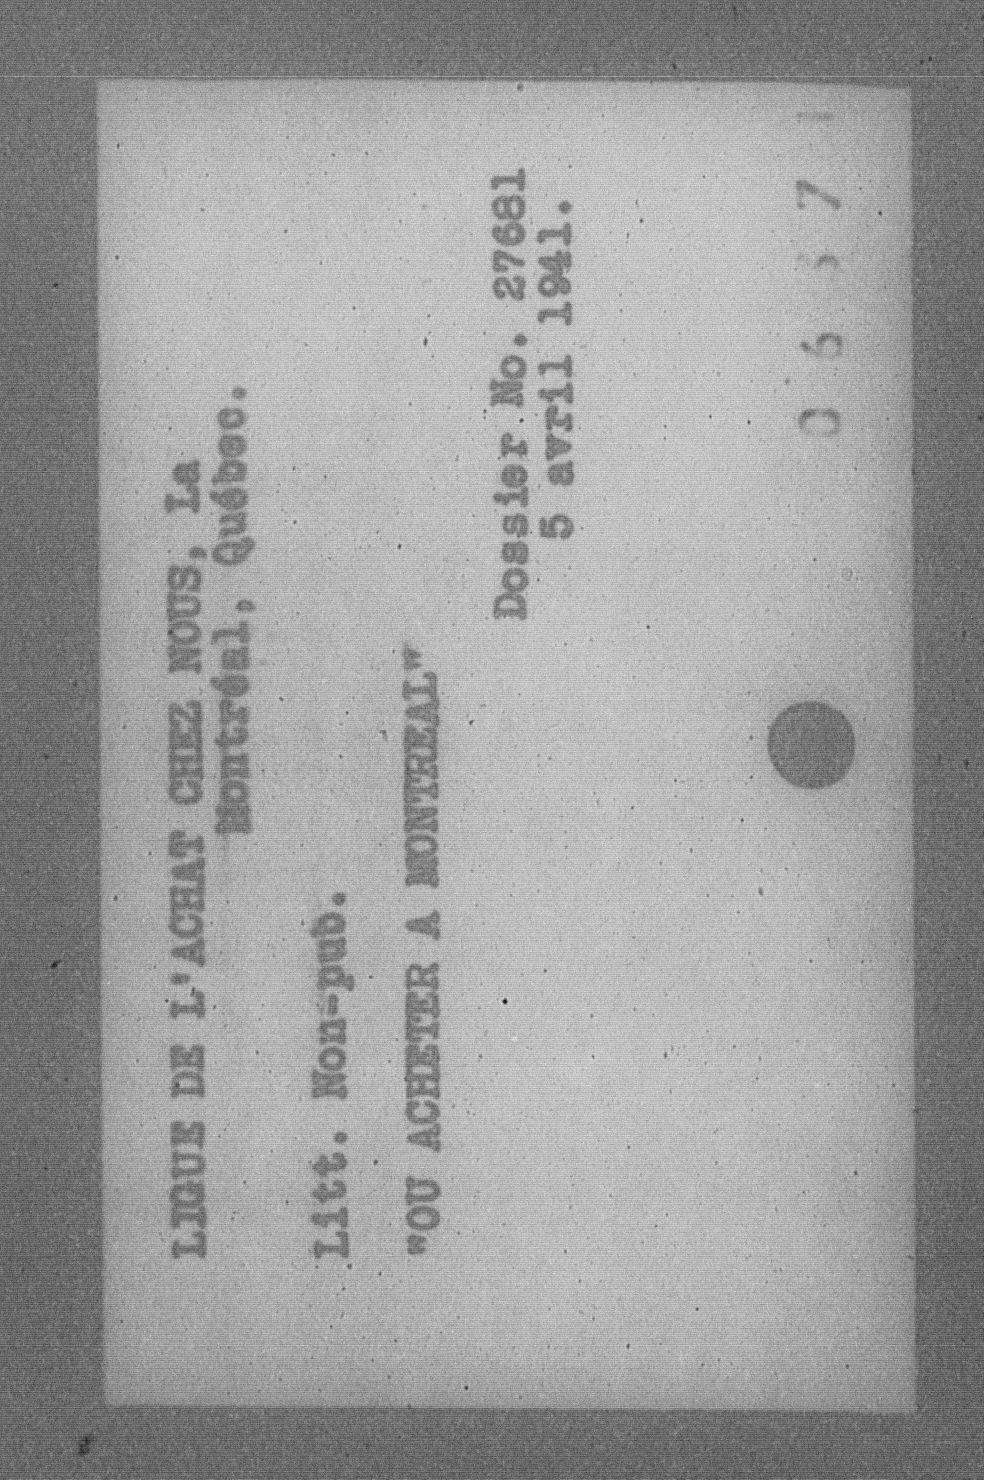 LIGUE DE L'ACHAT CHEZ NOUS, La
Montréal, Québec.
Litt. Non-pub.
"OU ACHETER A MONTREAL"
Dossier No. 27681
5 avril 1941.